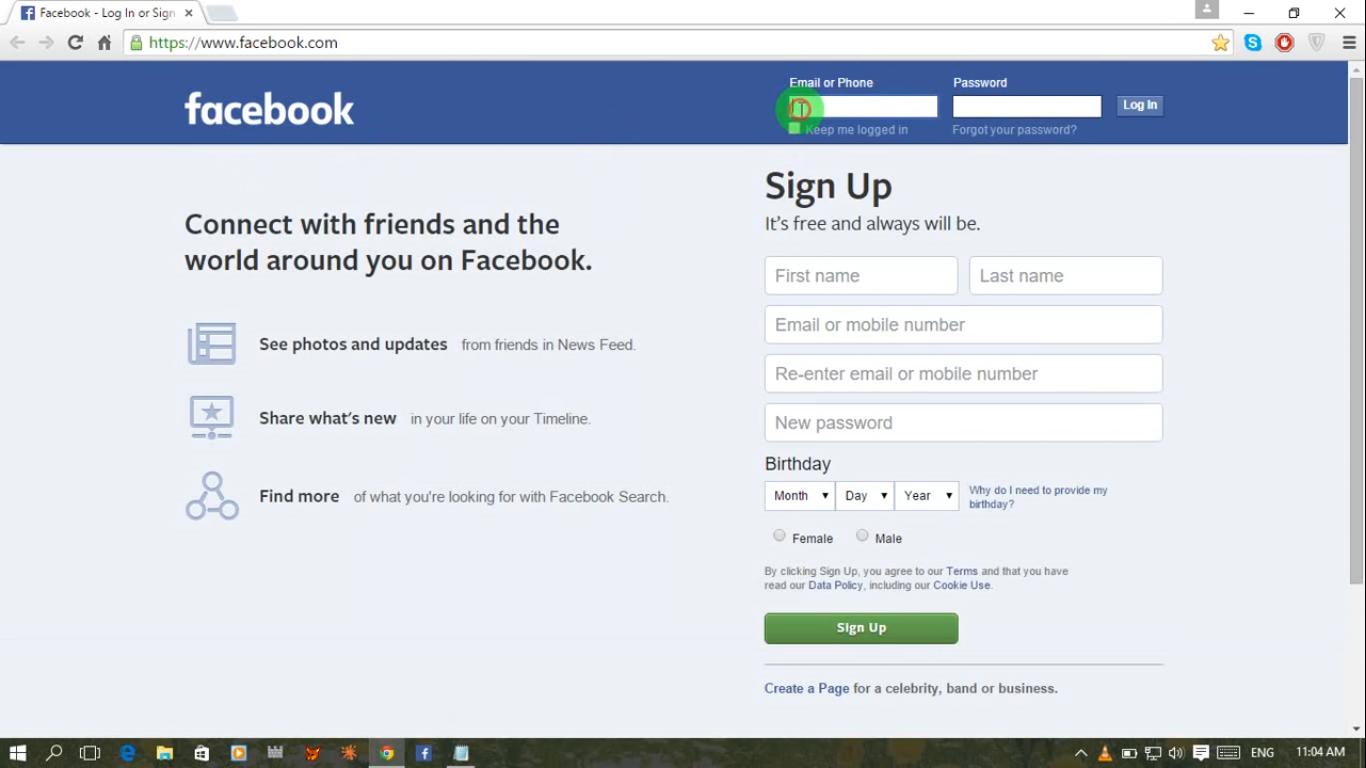 Facebook - Log In or Sign
https://www.facebook.com
Email or Phone
Password
facebook
Log In
Keep me logged in
Forgot your password?
Sign Up
It's free and always will be.
Connect with friends and the
world around you on Facebook.
First name
Last name
Email or mobile number
See photos and updates from friends in News Feed.
Re-enter email or mobile number
Share what's new in your life on your Timeline.
New password
Birthday
Month
Day
Year
Why do I need to provide my
birthday?
Find more of what you're looking for with Facebook Search.
Female
Male
By clicking Sign Up, you agree to our Terms and that you have
read our Data Policy, including our Cookie Use.
Sign Up
Create a Page for a celebrity, band or business.
ENG
11:04 AM